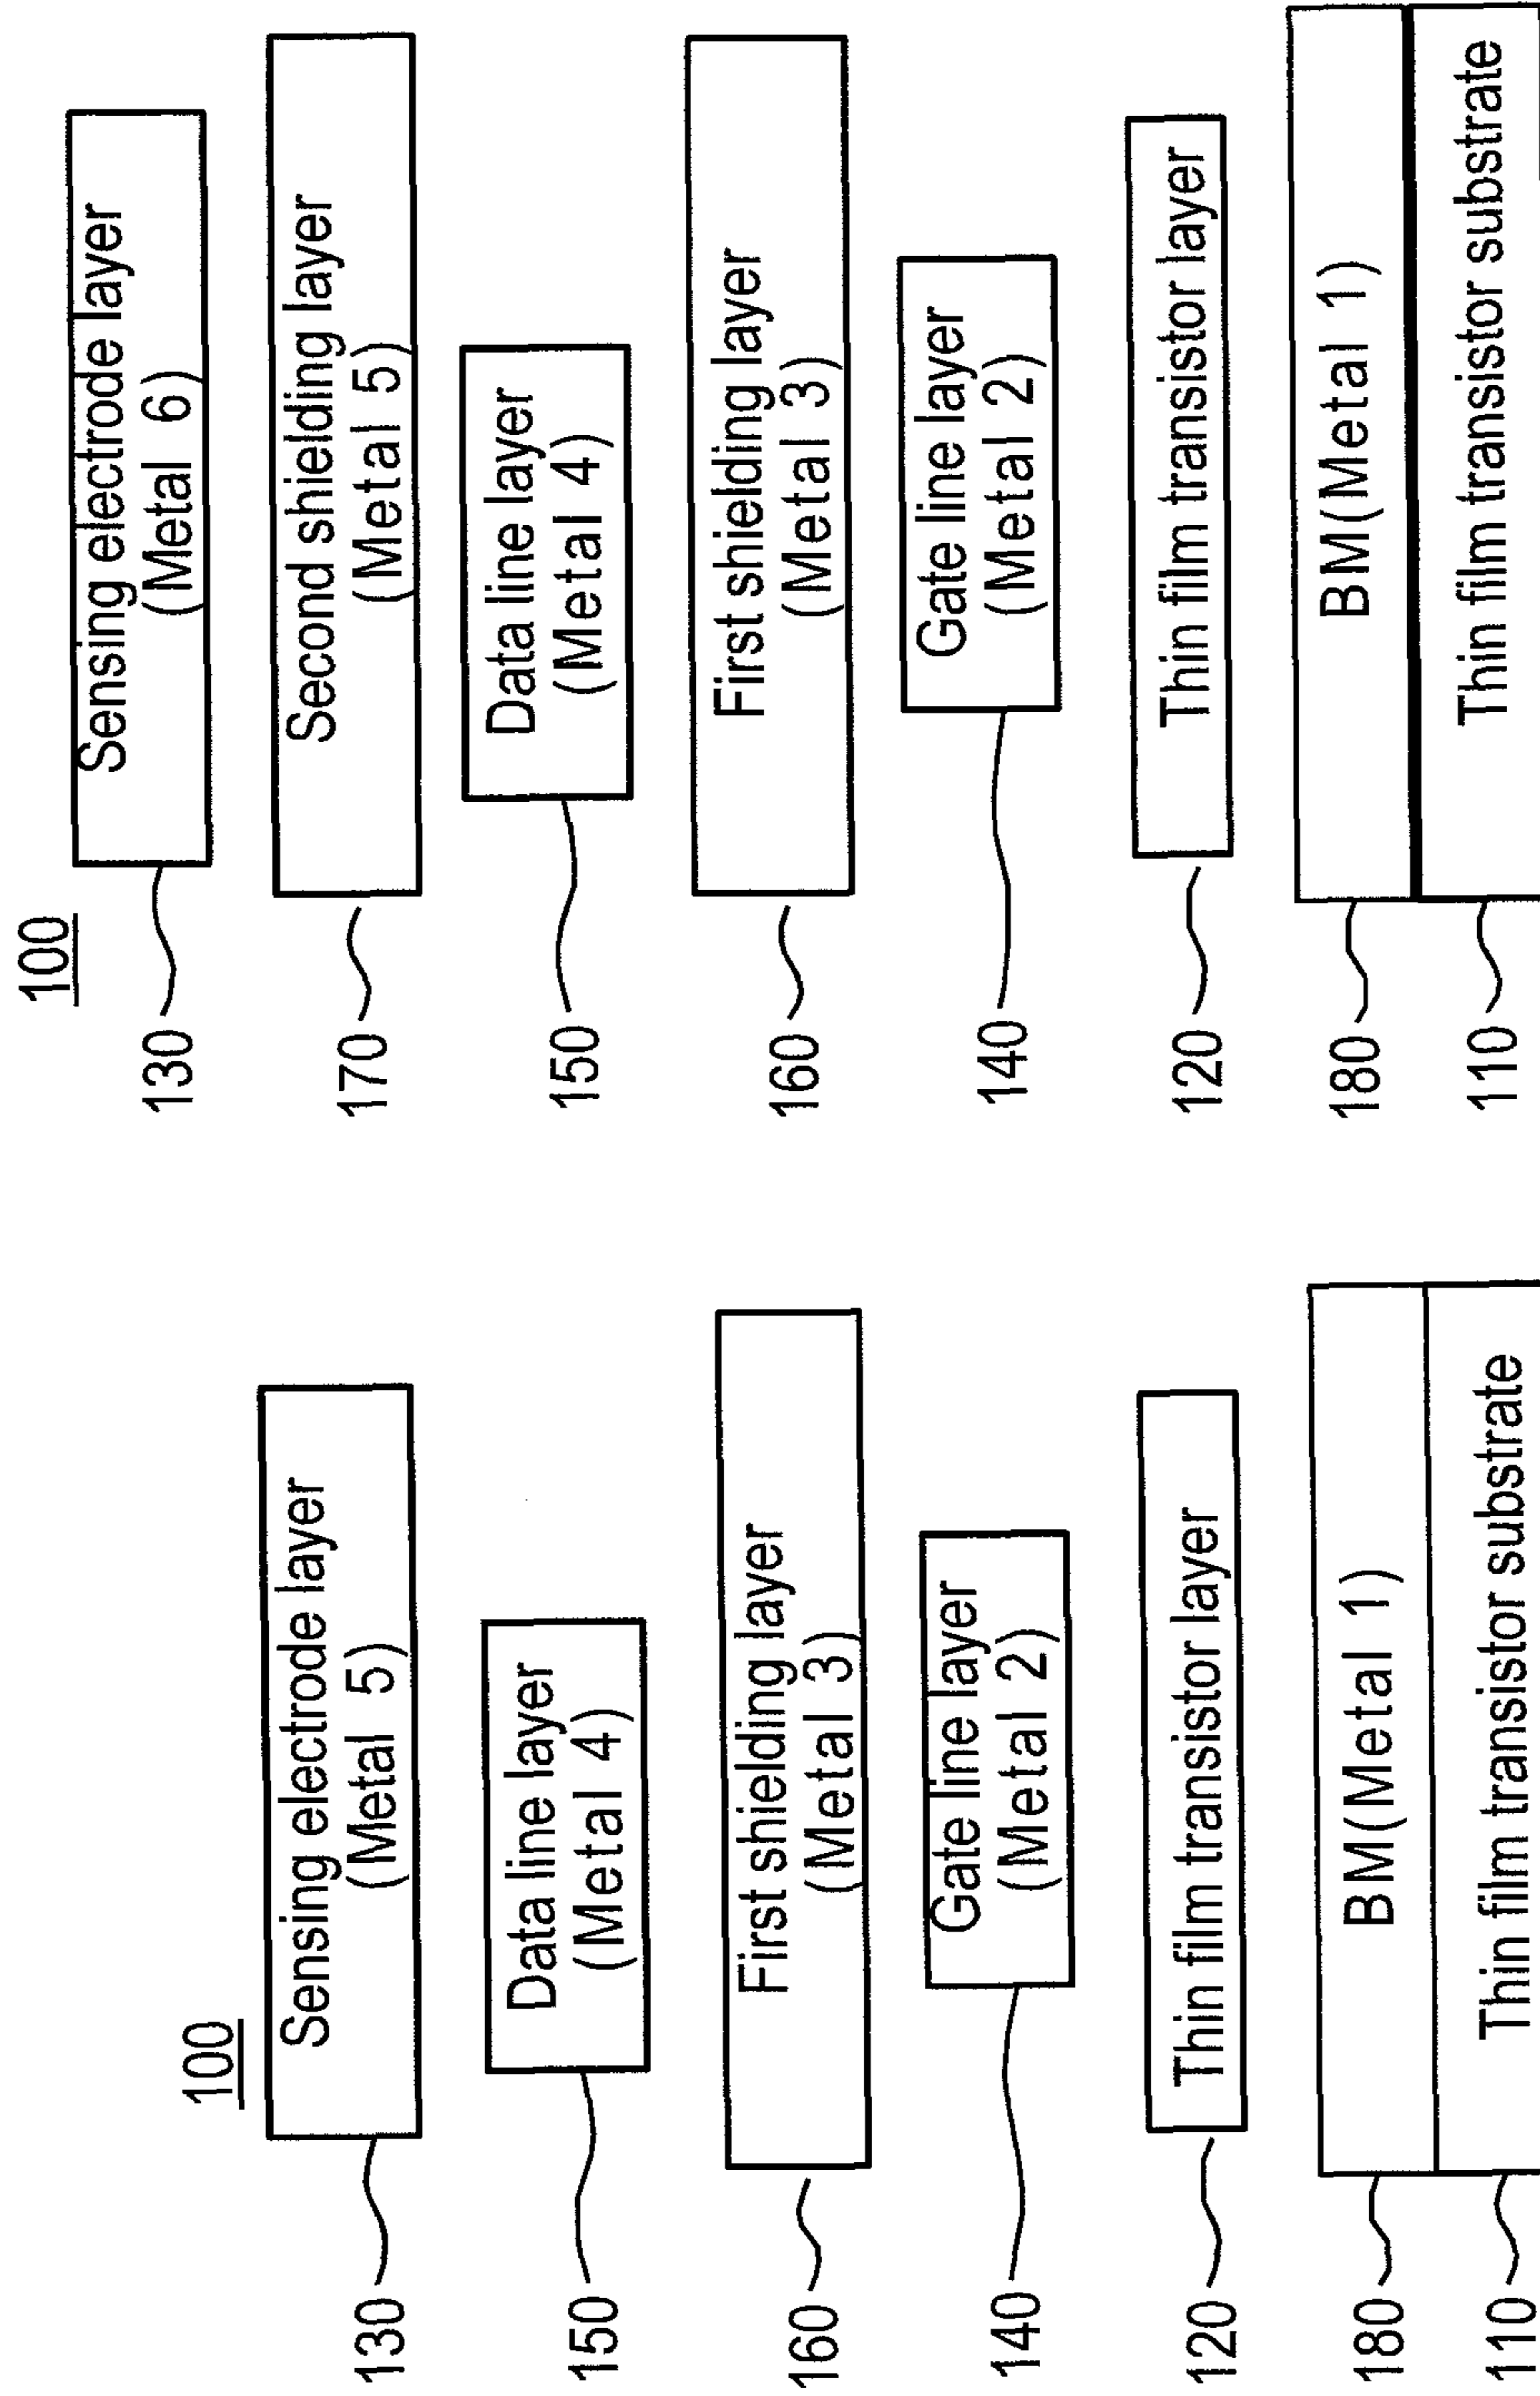 100
130
Sensing electrode layer
(Metal 5)
150
Data line layer
(Metal 4)
160
First shielding layer
(Metal 3)
140
Gate line layer
(Metal 2)
120
Thin film transistor layer
180
BM(Metal 1)
110
Thin film transistor substrate
100
130
Sensing electrode layer
(Metal 6)
170
Second shielding layer
(Metal 5)
150
Data line layer
(Metal 4)
160
First shielding layer
(Metal 3)
140
Gate line layer
(Metal 2)
120
Thin film transistor layer
180
BM(Metal 1)
110
Thin film transistor substrate